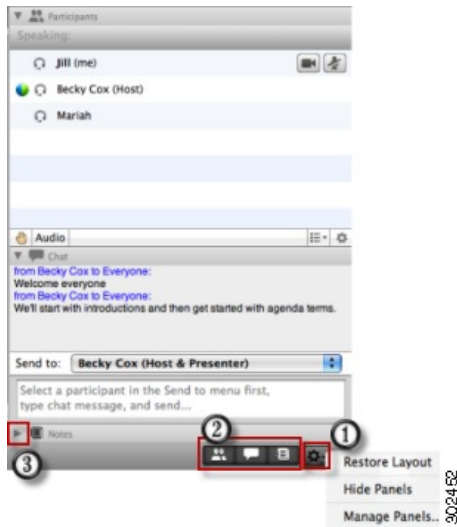 Participants
Speaking:
Jill (me)
Becky Cox (Host)
Mariah
Audio
Chat
from Becky Cox to Everyone:
Welcome everyone
from Becky Cox to Everyone:
We'll start with introductions and then get started with agenda terms.
Send to: Becky Cox (Host & Presenter)
Select a participant in the Send to menu first,
type chat message, and send...
Notes
2
1
3
Restore Layout
Hide Panels
Manage Panels...
302452